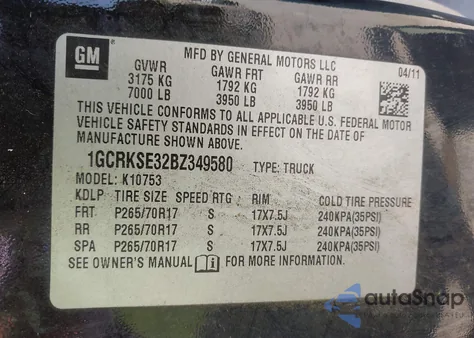 GM
MFD BY GENERAL MOTORS LLC
GVWR GAWR FRT GAWR RR 04/11
3175 KG 1792 KG 1792 KG
7000 LB 3950 LB 3950 LB
THIS VEHICLE CONFORMS TO ALL APPLICABLE U.S. FEDERAL MOTOR
VEHICLE SAFETY, BUMPER, AND THEFT PREVENTION
STANDARDS IN EFFECT ON THE DATE OF
MANUFACTURE SHOWN ABOVE.
1GCRKSE32BZ349580 TYPE: TRUCK
MODEL: K10753
KDLP TIRE SIZE SPEED RTG RIM COLD TIRE PRESSURE
FRT P265/70R17 S 17X7.5J 240KPA(35PSI)
RR P265/70R17 S 17X7.5J 240KPA(35PSI)
SPA P265/70R17 S 17X7.5J 240KPA(35PSI)
SEE OWNER'S MANUAL FOR MORE INFORMATION.
autoSnap